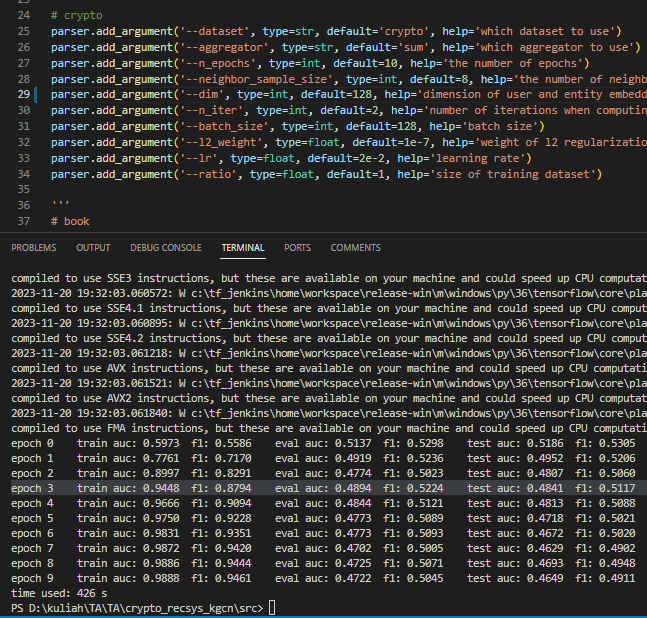 24 # crypto
25 parser.add_argument('--dataset', type=str, default='crypto', help='which dataset to use')
26 parser.add_argument('--aggregator', type=str, default='sum', help='which aggregator to use')
27 parser.add_argument('--n_epochs', type=int, default=10, help='the number of epochs')
28 parser.add_argument('--neighbor_sample_size', type=int, default=8, help='the number of neighb
29 parser.add_argument('--dim', type=int, default=128, help='dimension of user and entity embedd
30 parser.add_argument('--n_iter', type=int, default=2, help='number of iterations when computin
31 parser.add_argument('--batch_size', type=int, default=128, help='batch size')
32 parser.add_argument('--l2_weight', type=float, default=1e-7, help='weight of l2 regularizatio
33 parser.add_argument('--lr', type=float, default=2e-2, help='learning rate')
34 parser.add_argument('--ratio', type=float, default=1, help='size of training dataset')
35
36 '''
37 # book
PROBLEMS OUTPUT DEBUG CONSOLE TERMINAL PORTS COMMENTS
compiled to use SSE3 instructions, but these are available on your machine and could speed up CPU computat
2023-11-20 19:32:03.060572: W c:\tf_jenkins\home\workspace\release-win\m\windows\py\36\tensorflow\core\pla
compiled to use SSE4.1 instructions, but these are available on your machine and could speed up CPU comput
2023-11-20 19:32:03.060895: W c:\tf_jenkins\home\workspace\release-win\m\windows\py\36\tensorflow\core\pla
compiled to use SSE4.2 instructions, but these are available on your machine and could speed up CPU comput
2023-11-20 19:32:03.061218: W c:\tf_jenkins\home\workspace\release-win\m\windows\py\36\tensorflow\core\pla
compiled to use AVX instructions, but these are available on your machine and could speed up CPU computati
2023-11-20 19:32:03.061521: W c:\tf_jenkins\home\workspace\release-win\m\windows\py\36\tensorflow\core\pla
compiled to use AVX2 instructions, but these are available on your machine and could speed up CPU computat
2023-11-20 19:32:03.061840: W c:\tf_jenkins\home\workspace\release-win\m\windows\py\36\tensorflow\core\pla
compiled to use FMA instructions, but these are available on your machine and could speed up CPU computati
epoch 0 train auc: 0.5973 f1: 0.5586 eval auc: 0.5137 f1: 0.5298 test auc: 0.5186 f1: 0.5305
epoch 1 train auc: 0.7761 f1: 0.7170 eval auc: 0.4919 f1: 0.5236 test auc: 0.4952 f1: 0.5206
epoch 2 train auc: 0.8997 f1: 0.8291 eval auc: 0.4774 f1: 0.5023 test auc: 0.4807 f1: 0.5060
epoch 3 train auc: 0.9448 f1: 0.8794 eval auc: 0.4894 f1: 0.5224 test auc: 0.4841 f1: 0.5117
epoch 4 train auc: 0.9666 f1: 0.9094 eval auc: 0.4844 f1: 0.5121 test auc: 0.4813 f1: 0.5088
epoch 5 train auc: 0.9750 f1: 0.9228 eval auc: 0.4773 f1: 0.5089 test auc: 0.4718 f1: 0.5021
epoch 6 train auc: 0.9831 f1: 0.9351 eval auc: 0.4773 f1: 0.5093 test auc: 0.4672 f1: 0.5020
epoch 7 train auc: 0.9872 f1: 0.9420 eval auc: 0.4702 f1: 0.5005 test auc: 0.4629 f1: 0.4902
epoch 8 train auc: 0.9886 f1: 0.9444 eval auc: 0.4725 f1: 0.5071 test auc: 0.4693 f1: 0.4948
epoch 9 train auc: 0.9888 f1: 0.9461 eval auc: 0.4722 f1: 0.5045 test auc: 0.4649 f1: 0.4911
time used: 426 s
PS D:\kuliah\TA\TA\crypto_recsys_kgcn\src>